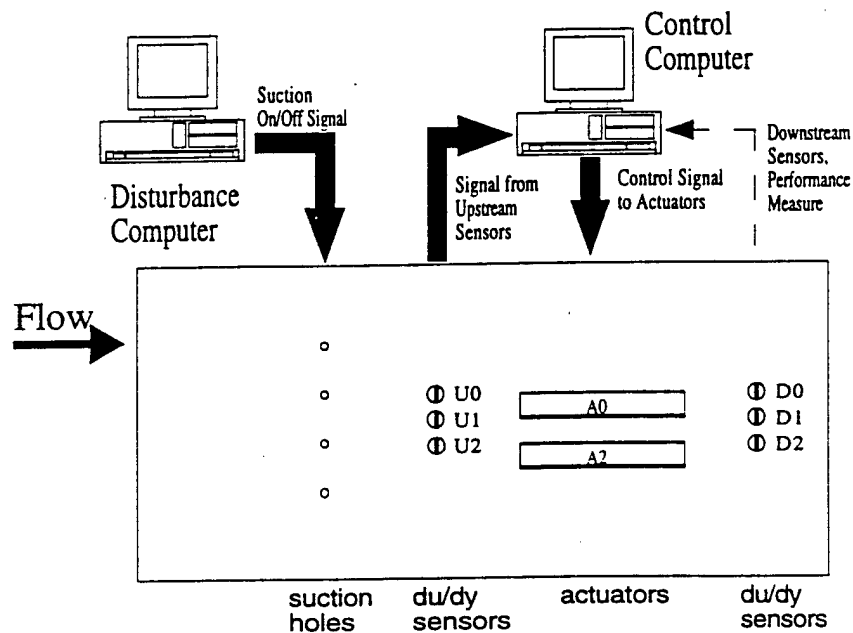 Control
Computer
Suction
On/Off Signal
Disturbance
Computer
Signal from
Upstream
Sensors
Control Signal
to Actuators
Downstream
Sensors,
Performance
Measure
Flow
U0
U1
U2
A0
A2
D0
D1
D2
suction
holes
du/dy
sensors
actuators
du/dy
sensors